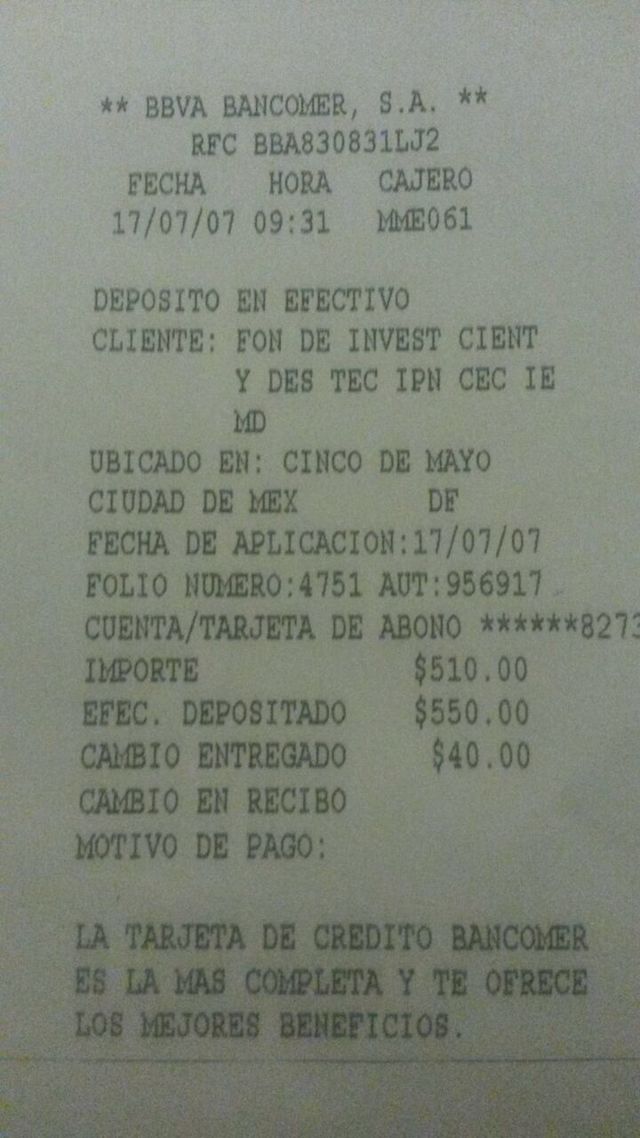 ** BBVA BANCOMER, S.A. **
RFC BBA830831LJ2
FECHA HORA CAJERO
17/07/07 09:31 MME061
DEPOSITO EN EFECTIVO
CLIENTE: FON DE INVEST CIENT
Y DES TEC IPN CEC IE
MD
UBICADO EN: CINCO DE MAYO
CIUDAD DE MEX DF
FECHA DE APLICACION:17/07/07
FOLIO NUMERO:4751 AUT:956917
CUENTA/TARJETA DE ABONO ******8273
IMPORTE $510.00
EFEC. DEPOSITADO $550.00
CAMBIO ENTREGADO $40.00
CAMBIO EN RECIBO
MOTIVO DE PAGO:
LA TARJETA DE CREDITO BANCOMER
ES LA MAS COMPLETA Y TE OFRECE
LOS MEJORES BENEFICIOS.